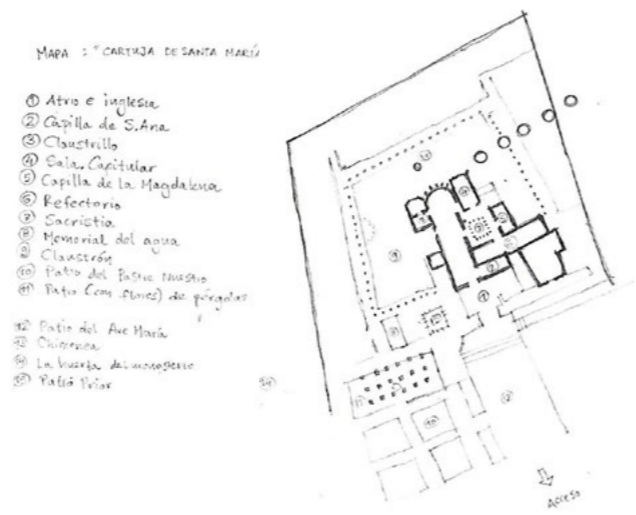 MAPA : "CARTUJA DE SANTA MARÍA
① Atrio e inglesia
② Capilla de S. Ana
③ Claustrillo
④ Sala Capitular
⑤ Capilla de la Magdalena
⑥ Refectorio
⑦ Sacristia
⑧ Memorial del agua
⑨ Claustrón
⑩ Patio del Padre Nuestro
⑪ Patio (con flores) de pérgolas
⑫ Patio del Ave María
⑬ Chimenea
⑭ La huerta del monasterio
⑮ Patio Prior
Acceso